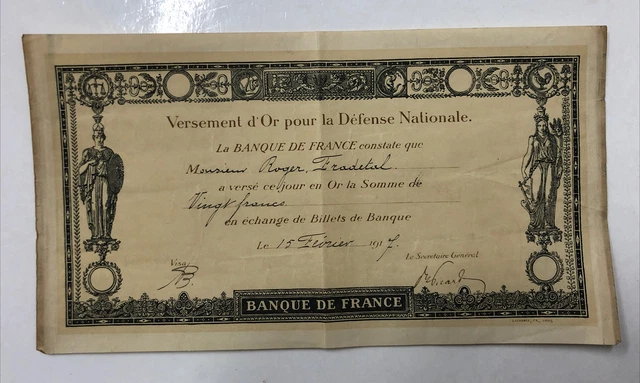 Versement d'Or pour la Défense Nationale.
La BANQUE DE FRANCE constate que
Monsieur Roger, Fradetal
a versé ce jour en Or la Somme de
Vingt francs
en échange de Billets de Banque
Le 15 Février 1917.
Visa
Le Secrétaire Général
BANQUE DE FRANCE